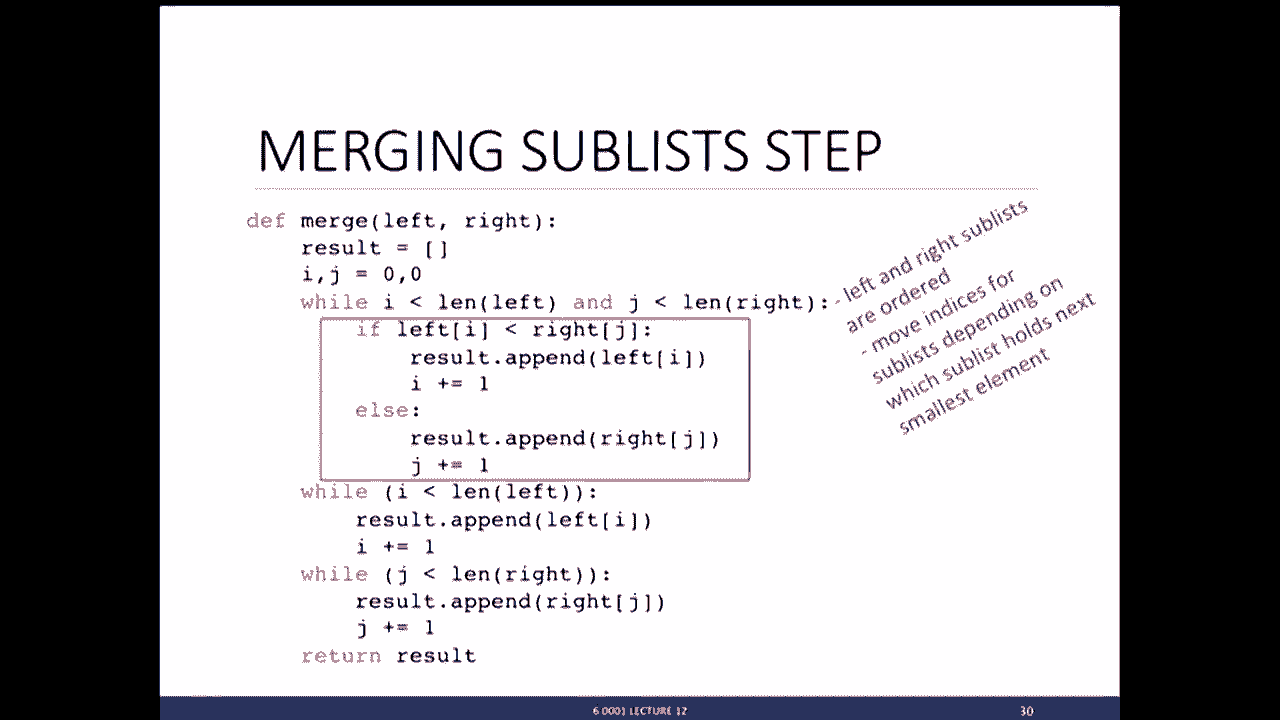 MERGING SUBLISTS STEP
def merge(left, right):
    result = []
    i,j = 0,0
    while i < len(left) and j < len(right):
        if left[i] < right[j]:
            result.append(left[i])
            i += 1
        else:
            result.append(right[j])
            j += 1
    while (i < len(left)):
        result.append(left[i])
        i += 1
    while (j < len(right)):
        result.append(right[j])
        j += 1
    return result
- left and right sublists
are ordered
- move indices for
sublists depending on
which sublist holds next
smallest element
6.0001 LECTURE 12
30